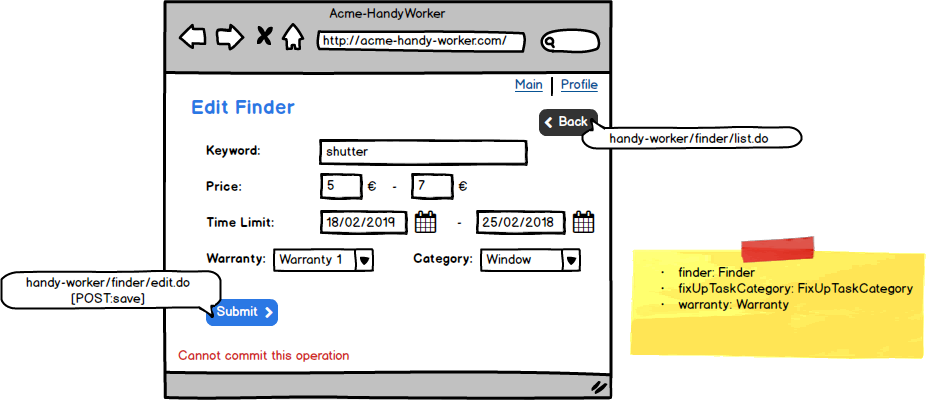 Acme-HandyWorker
http://acme-handy-worker.com/
Main Profile
Edit Finder
Back
handy-worker/finder/list.do
Keyword: shutter
Price: 5 € - 7 €
Time Limit: 18/02/2019 - 25/02/2018
Warranty: Warranty 1 Category: Window
handy-worker/finder/edit.do
[POST:save]
Submit
Cannot commit this operation
• finder: Finder
• fixUpTaskCategory: FixUpTaskCategory
• warranty: Warranty